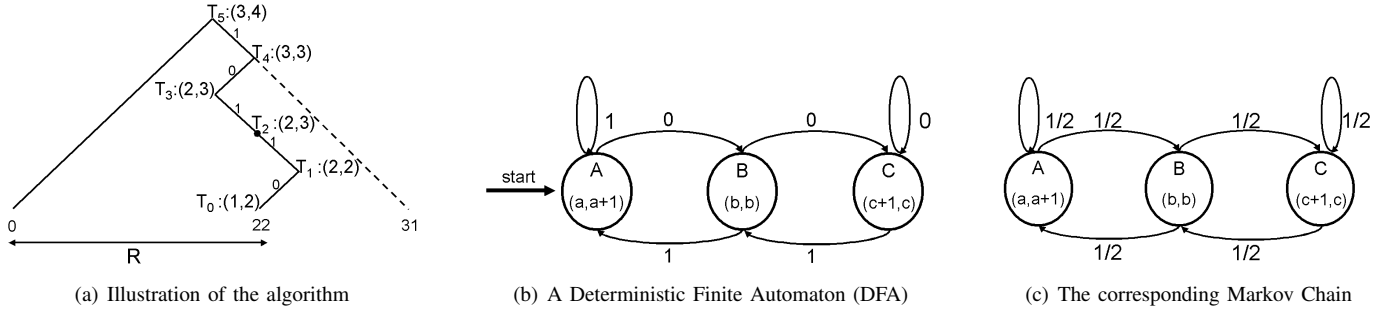 T5:(3,4)
1
T4:(3,3)
0
T3:(2,3)
1
T2:(2,3)
1
T1:(2,2)
0
T0:(1,2)
0 22 31
R
(a) Illustration of the algorithm
1 0 0 0
start
A B C
(a,a+1) (b,b) (c+1,c)
1 1
(b) A Deterministic Finite Automaton (DFA)
1/2 1/2 1/2 1/2
A B C
(a,a+1) (b,b) (c+1,c)
1/2 1/2
(c) The corresponding Markov Chain